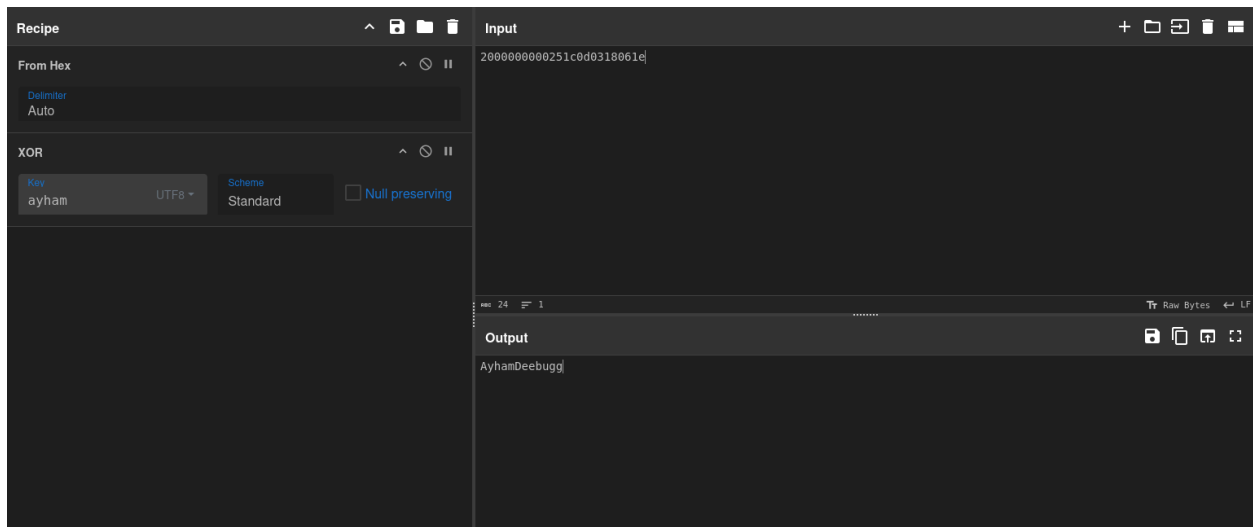 Recipe
From Hex
Delimiter
Auto
XOR
Key
ayham
UTF8
Scheme
Standard
Null preserving
Input
2000000000251c0d0318061e
ABC 24 1
Raw Bytes LF
Output
AyhamDeebugg